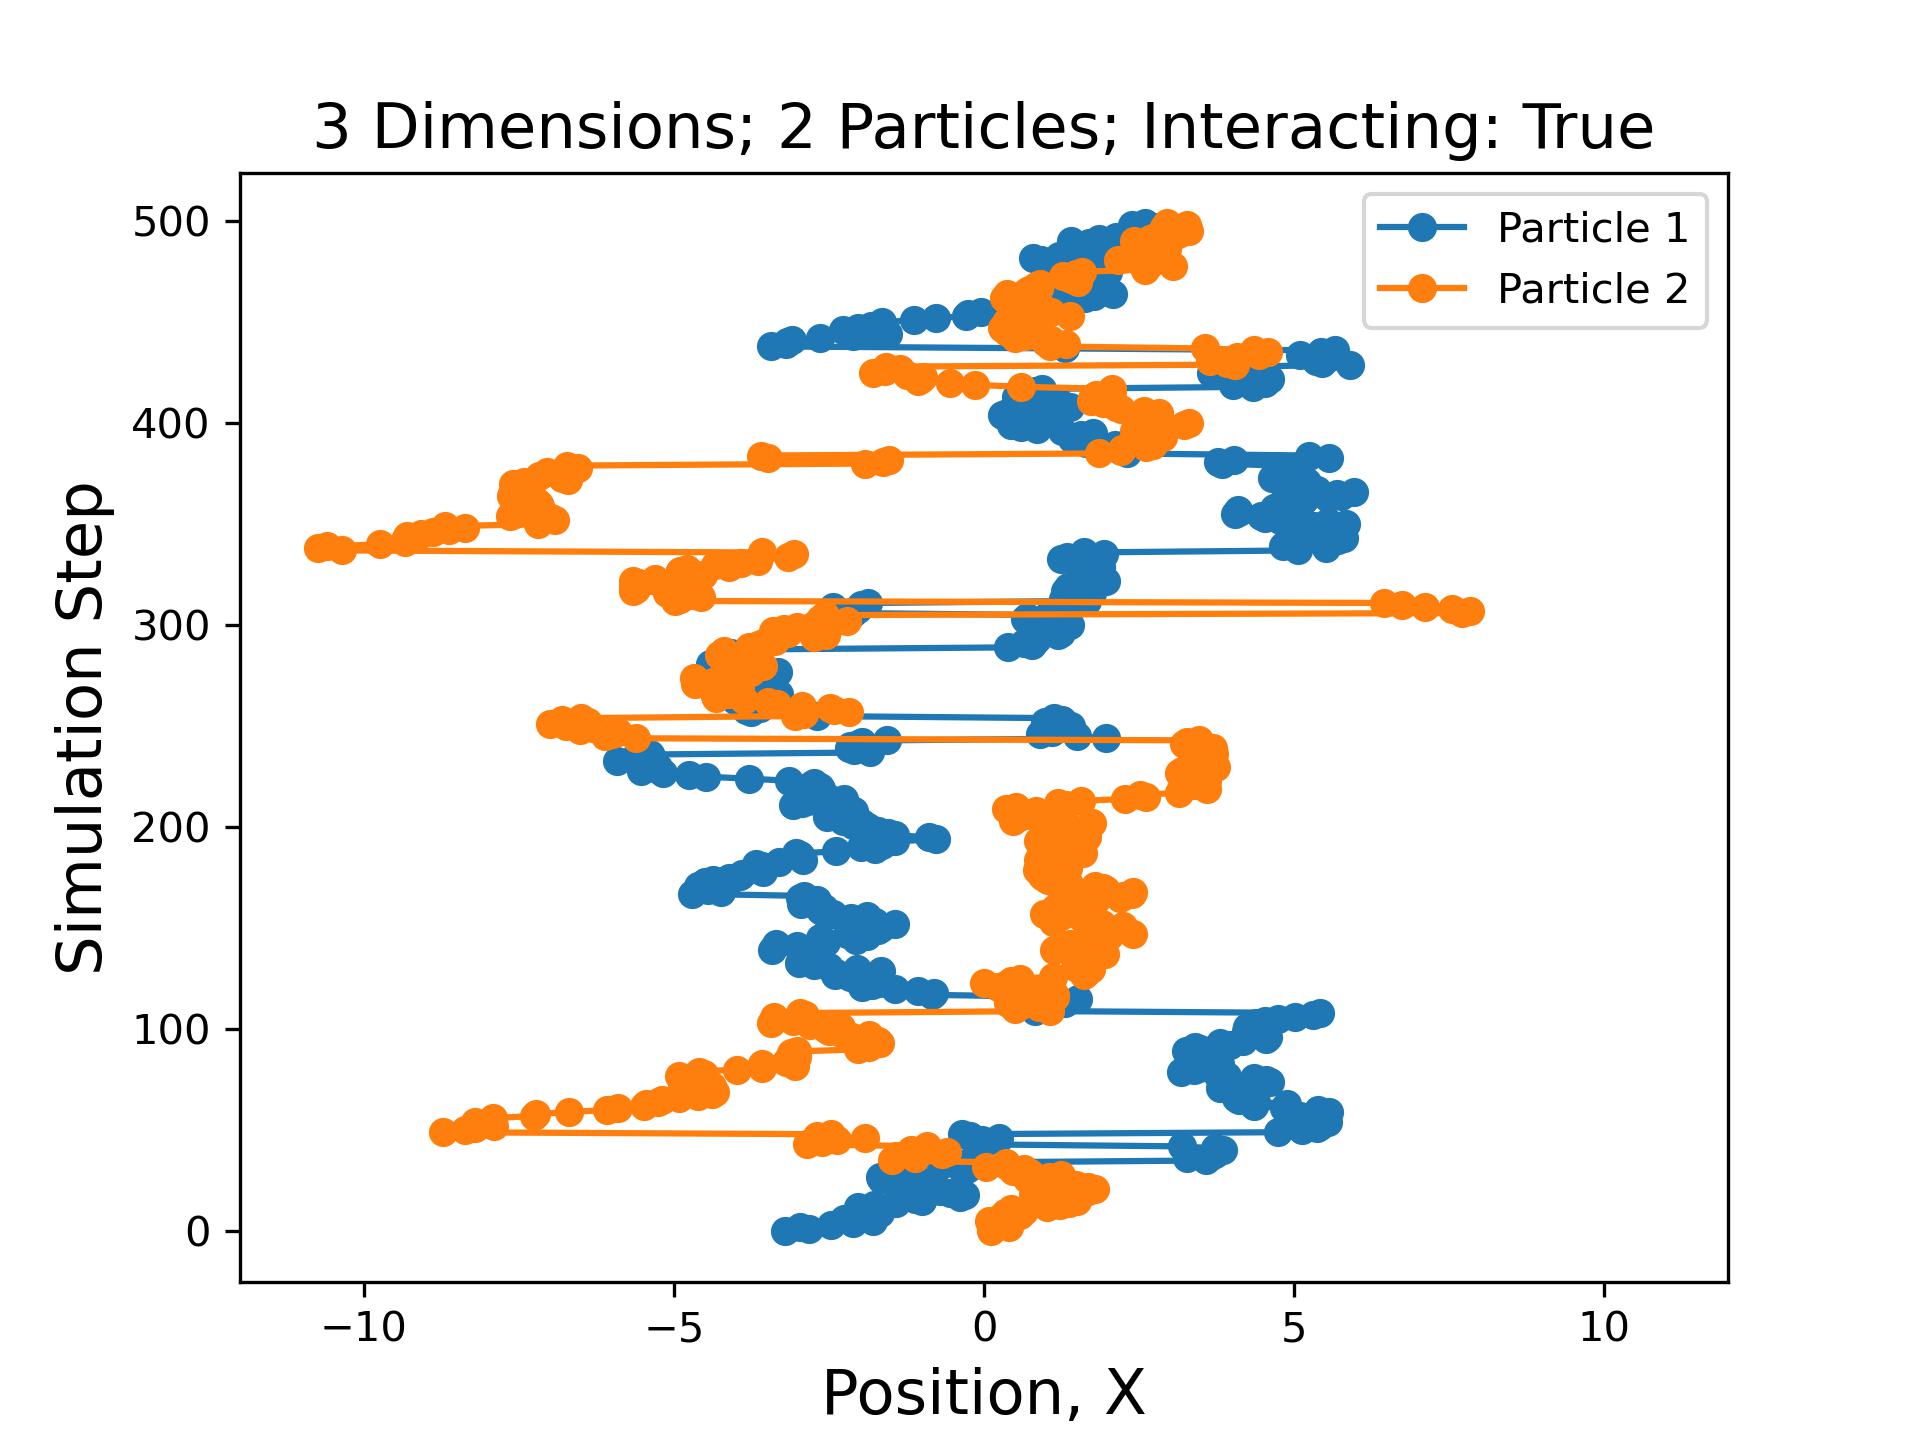 3 Dimensions; 2 Particles; Interacting: True
Particle 1
Particle 2
500
400
300
200
100
0
Simulation Step
−10
−5
0
5
10
Position, X